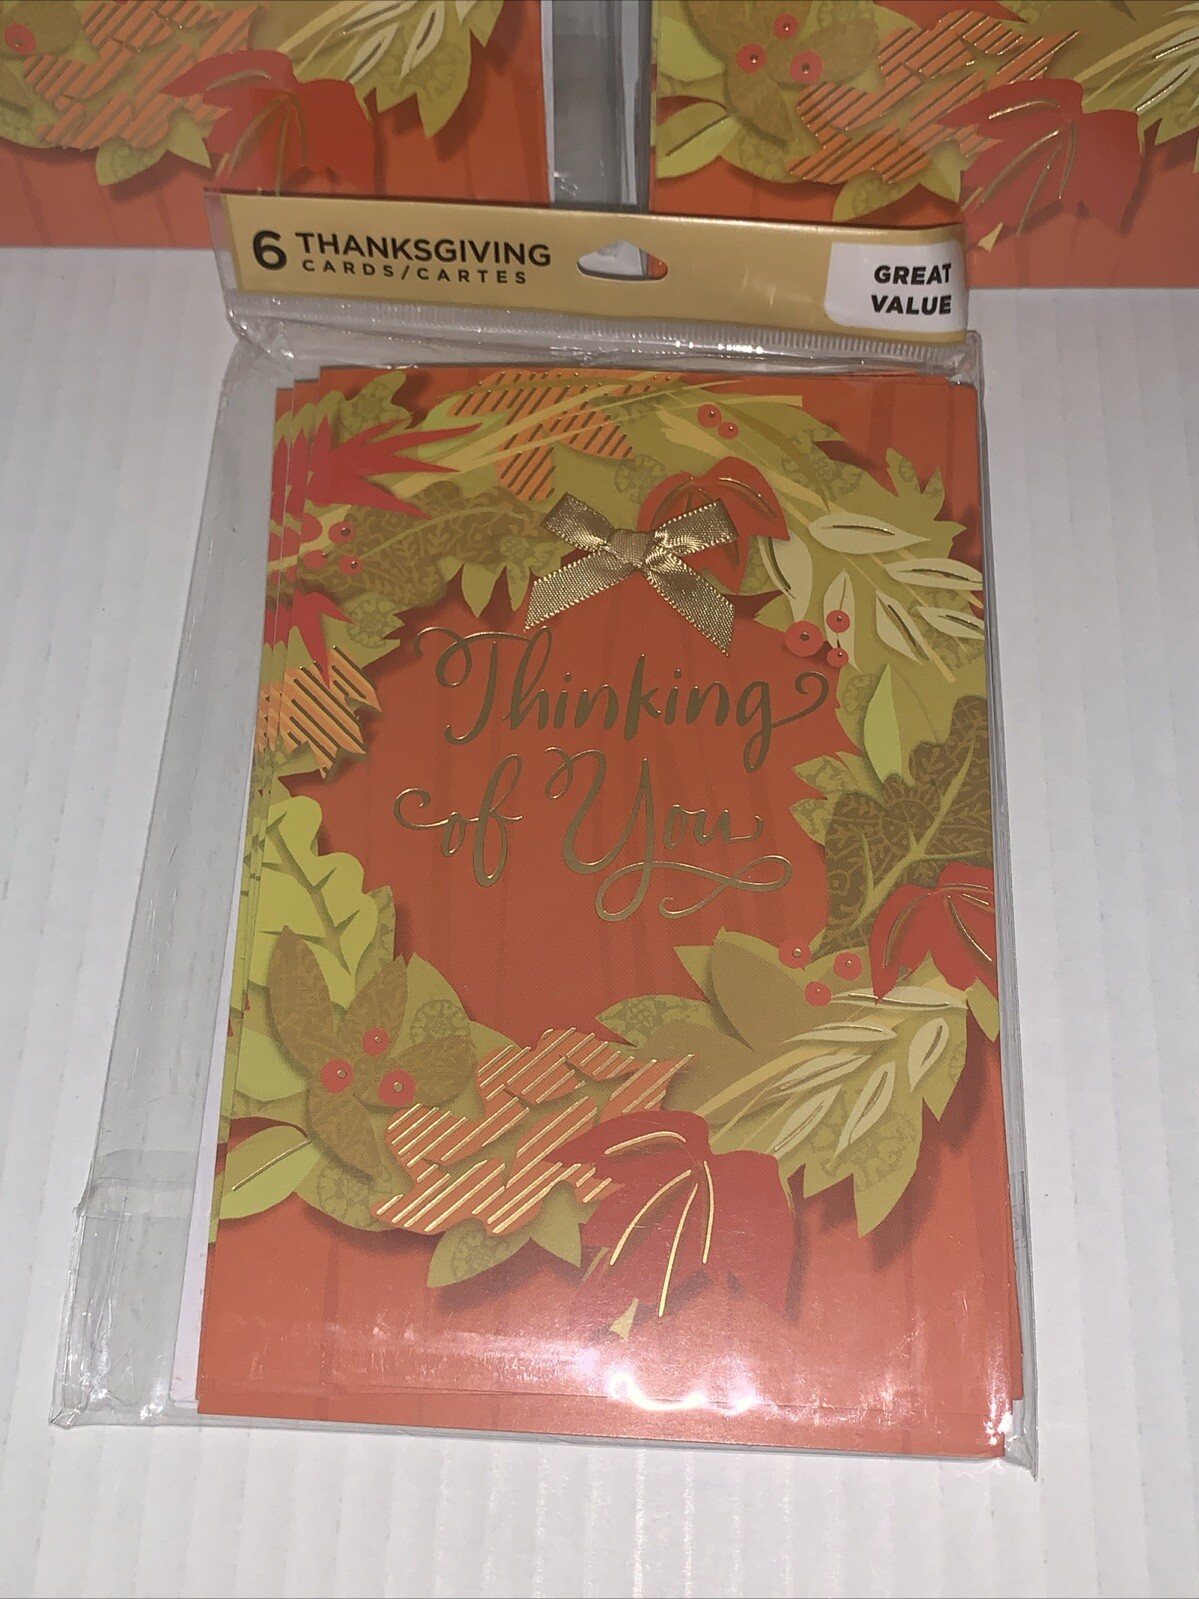 6 THANKSGIVING
CARDS/CARTES
GREAT
VALUE
Thinking
of You